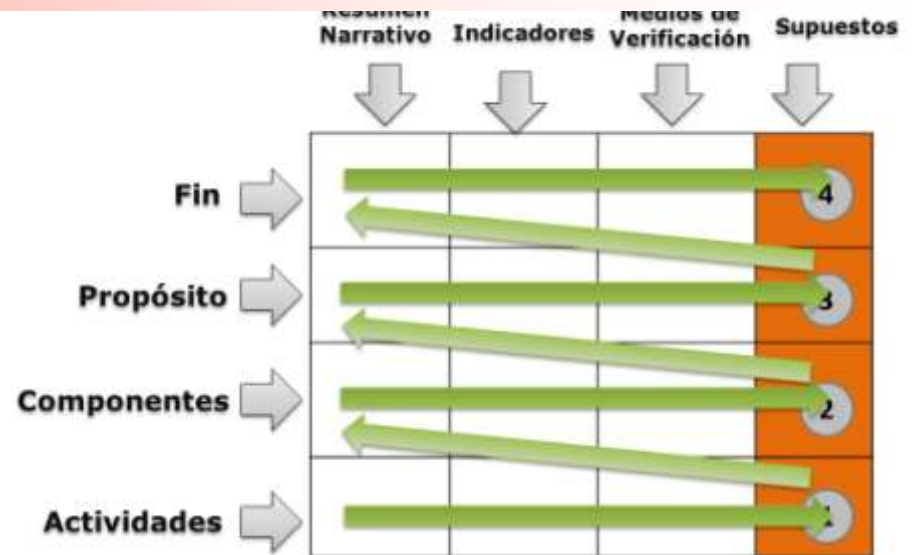 Resumen
Narrativo
Indicadores
Medios de
Verificación
Supuestos
Fin
4
Propósito
3
Componentes
2
Actividades
1